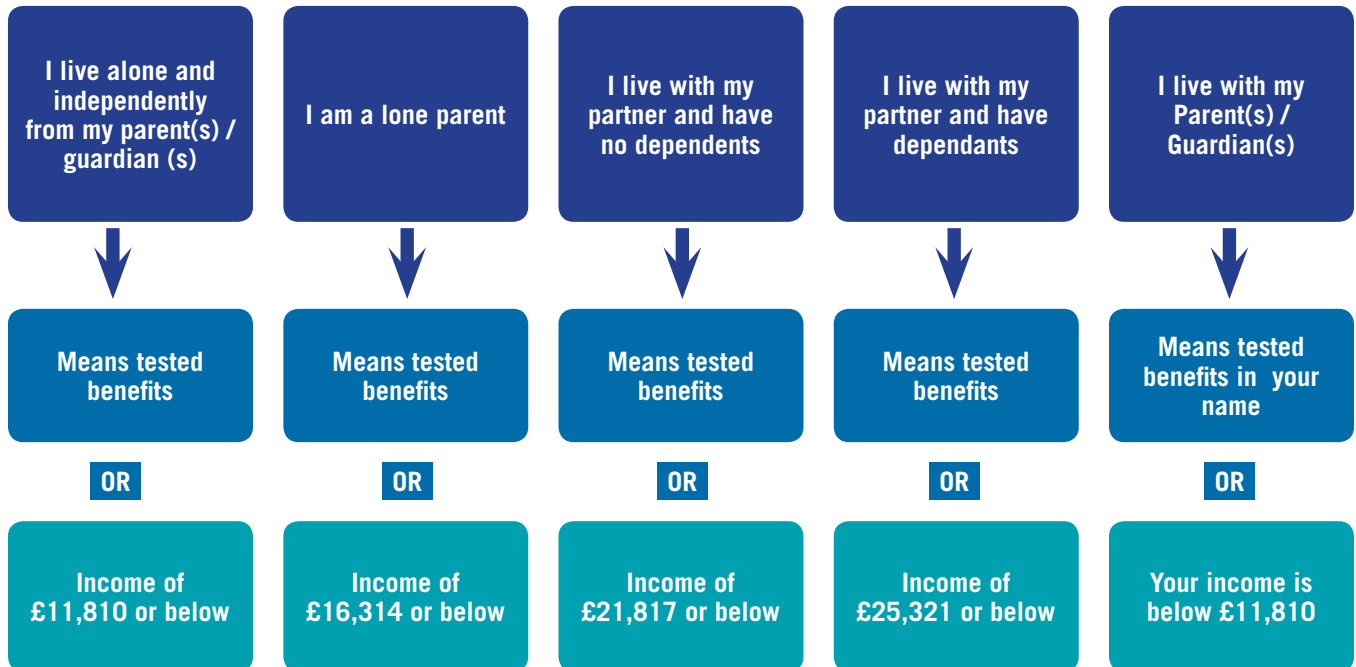 I live alone and
independently
from my parent(s) /
guardian (s)
I am a lone parent
I live with my
partner and have
no dependents
I live with my
partner and have
dependants
I live with my
Parent(s) /
Guardian(s)
Means tested
benefits
Means tested
benefits
Means tested
benefits
Means tested
benefits
Means tested
benefits in your
name
OR
OR
OR
OR
OR
Income of
£11,810 or below
Income of
£16,314 or below
Income of
£21,817 or below
Income of
£25,321 or below
Your income is
below £11,810